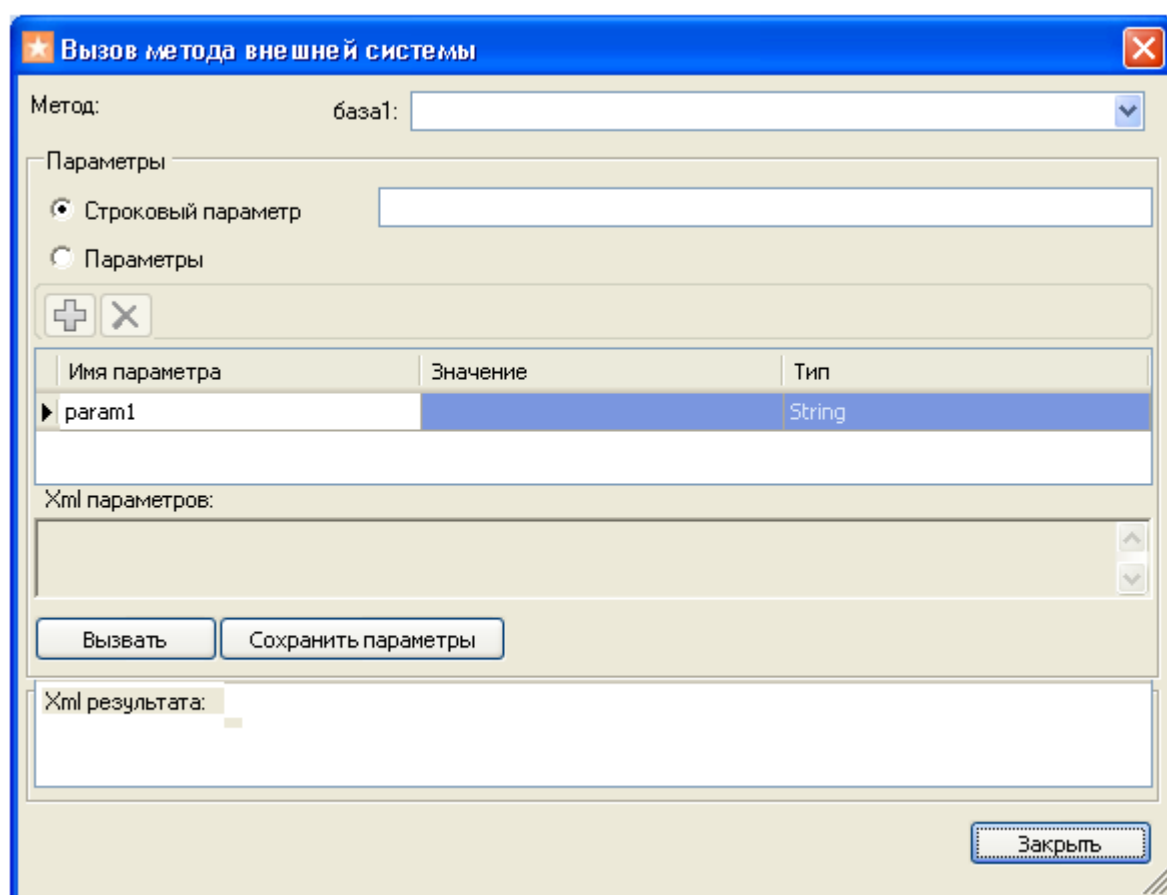 Вызов метода внешней системы
Метод: база1:
Параметры
Строковый параметр
Параметры
Имя параметра Значение Тип
param1 String
Xml параметров:
Вызвать Сохранить параметры
Xml результата:
Закрыть